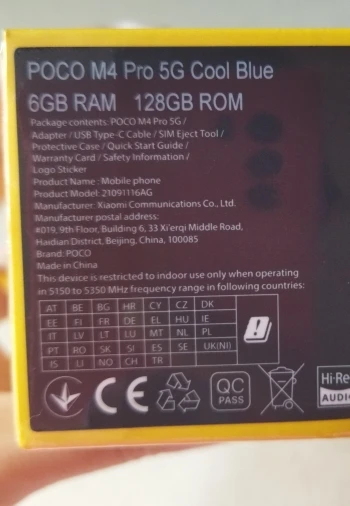 POCO M4 Pro 5G Cool Blue
6GB RAM 128GB ROM
Package contents: POCO M4 Pro 5G /
Adapter / USB Type-C Cable / SIM Eject Tool /
Protective Case / Quick Start Guide /
Warranty Card / Safety Information /
Logo Sticker
Product Name : Mobile phone
Product Model: 21091116AG
Manufacturer: Xiaomi Communications Co., Ltd.
Manufacturer postal address:
#019, 9th Floor, Building 6, 33 Xi'erqi Middle Road,
Haidian District, Beijing, China, 100085
Brand: POCO
Made in China
This device is restricted to indoor use only when operating
in 5150 to 5350 MHz frequency range in following countries:
AT BE BG HR CY CZ DK
EE FI FR DE EL HU IE
IT LV LT LU MT NL PL
PT RO SK SI ES SE UK(NI)
IS LI NO CH TR
CE
QC
PASS
Hi-Re
AUDIO